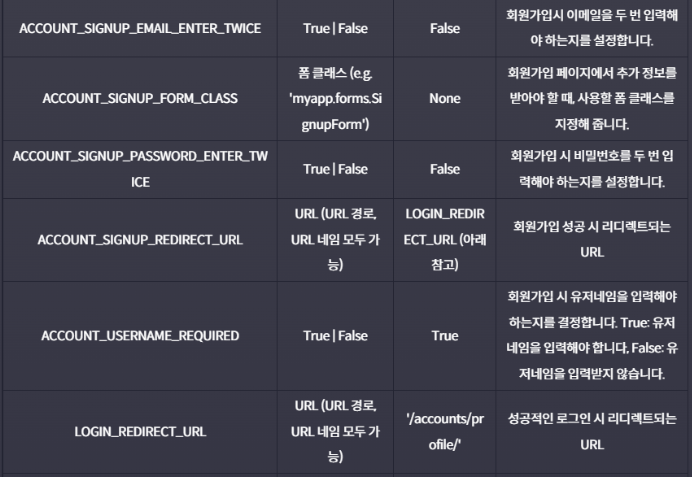 ACCOUNT_SIGNUP_EMAIL_ENTER_TWICE
True | False
False
회원가입시 이메일을 두 번 입력해
야 하는지를 설정합니다.
ACCOUNT_SIGNUP_FORM_CLASS
폼 클래스 (e.g.
'myapp.forms.Si
gnupForm')
None
회원가입 페이지에서 추가 정보를
받아야 할 때, 사용할 폼 클래스를
지정해 줍니다.
ACCOUNT_SIGNUP_PASSWORD_ENTER_TW
ICE
True | False
False
회원가입 시 비밀번호를 두 번 입
력해야 하는지를 설정합니다.
ACCOUNT_SIGNUP_REDIRECT_URL
URL (URL 경로,
URL 네임 모두 가
능)
LOGIN_REDIR
ECT_URL (아래
참고)
회원가입 성공 시 리디렉트되는
URL
ACCOUNT_USERNAME_REQUIRED
True | False
True
회원가입 시 유저네임을 입력해야
하는지를 결정합니다. True: 유저
네임을 입력해야 합니다, False: 유
저네임을 입력받지 않습니다.
LOGIN_REDIRECT_URL
URL (URL 경로,
URL 네임 모두 가
능)
'/accounts/pr
ofile/'
성공적인 로그인 시 리디렉트되는
URL